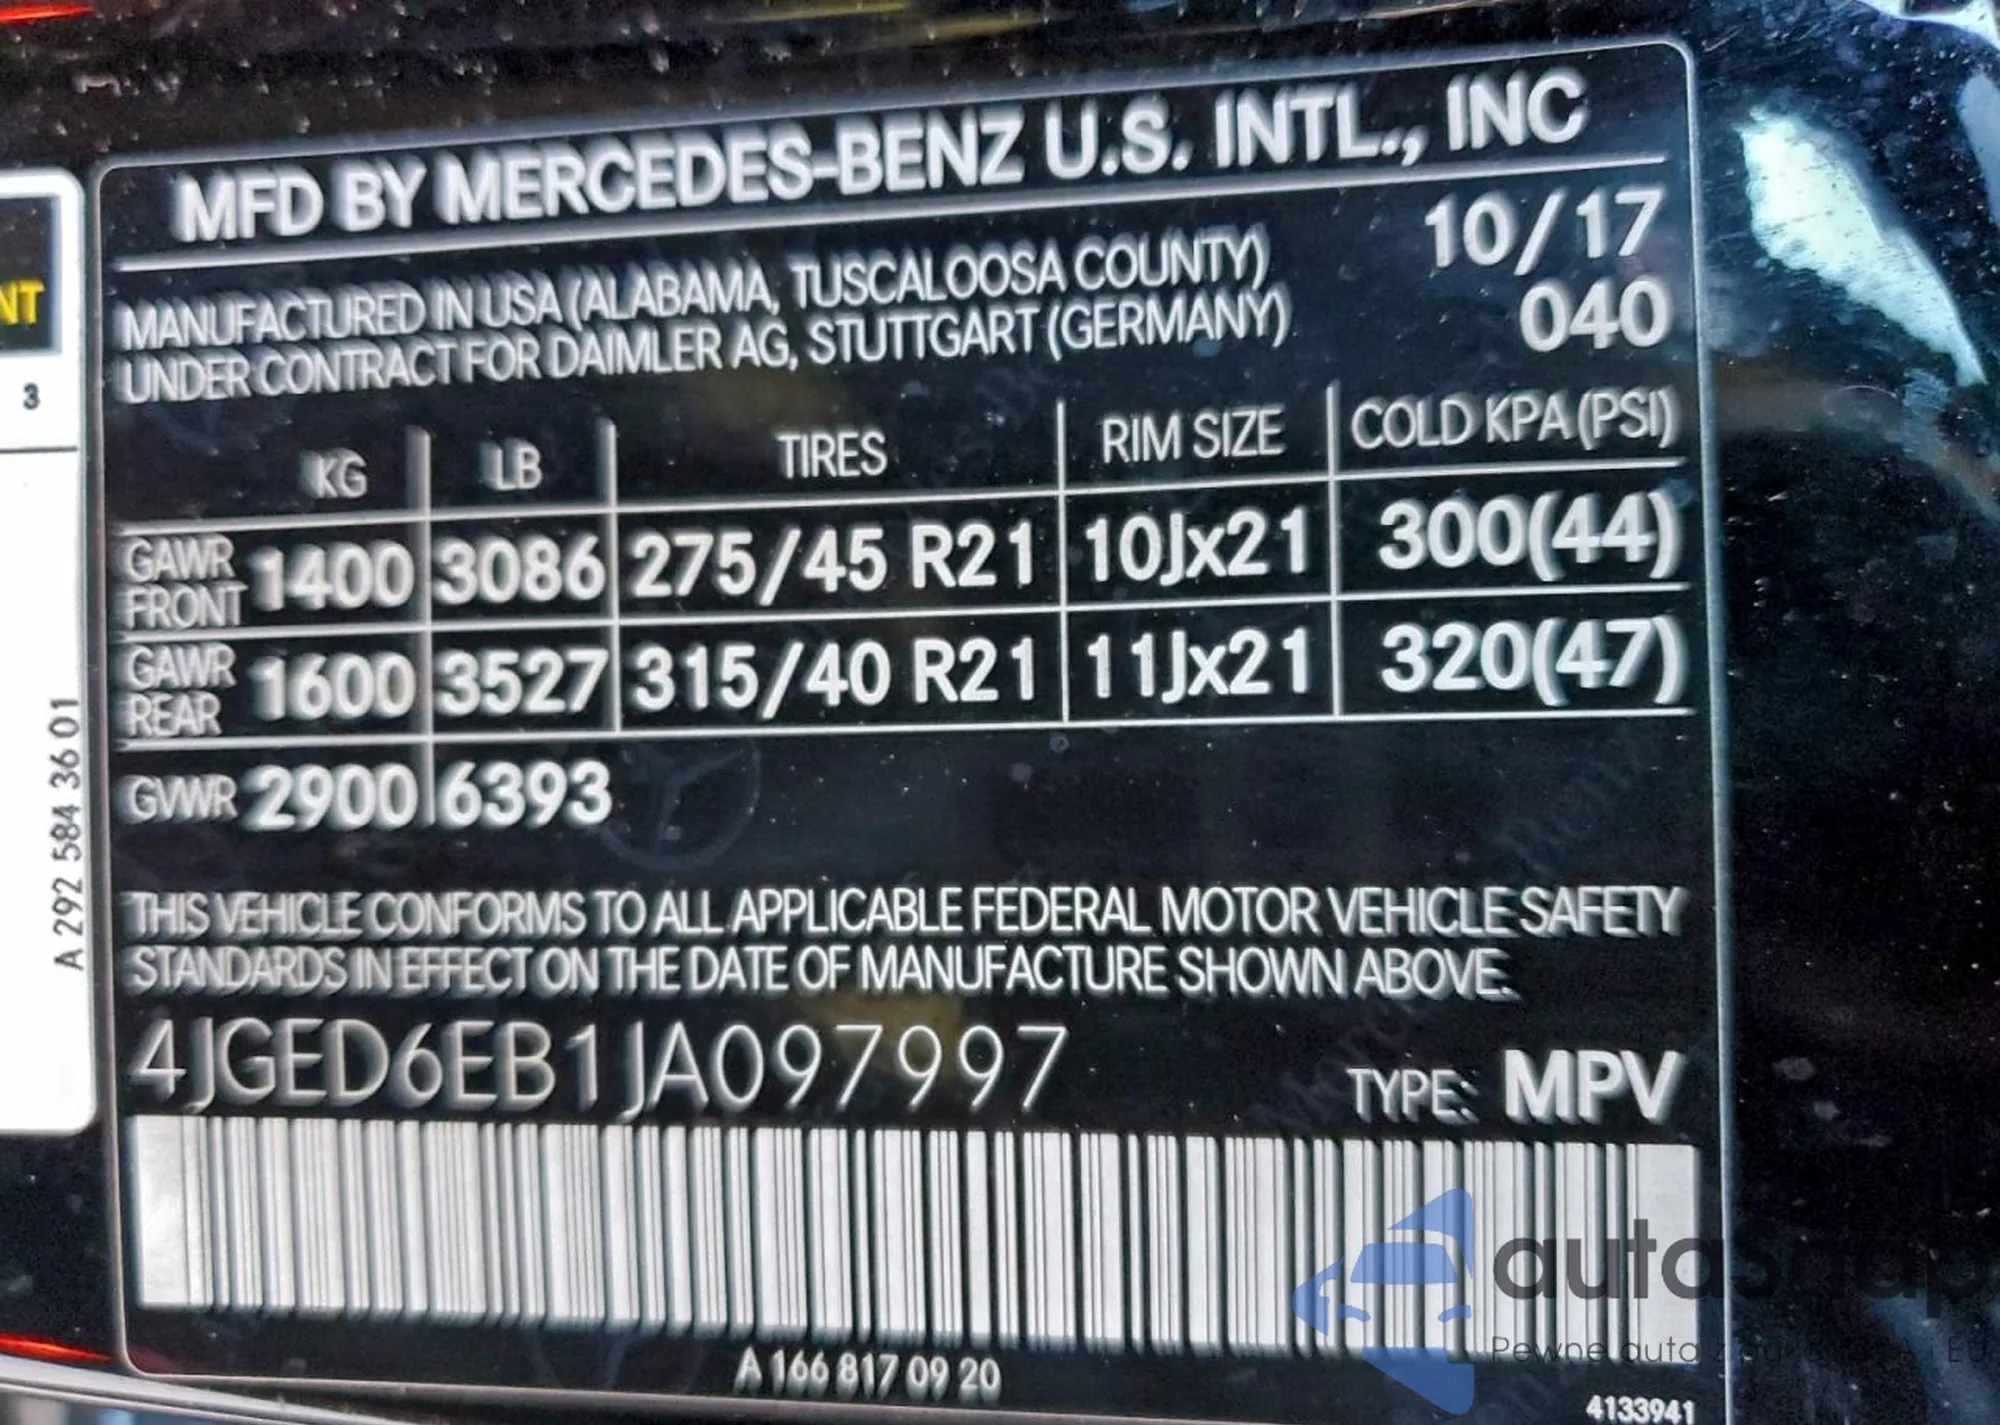 MFD BY MERCEDES-BENZ U.S. INTL., INC
MANUFACTURED IN USA (ALABAMA, TUSCALOOSA COUNTY) 10/17
UNDER CONTRACT FOR DAIMLER AG, STUTTGART (GERMANY) 040
KG LB TIRES RIM SIZE COLD KPA (PSI)
GAWR FRONT 1400 3086 275/45 R21 10Jx21 300(44)
GAWR REAR 1600 3527 315/40 R21 11Jx21 320(47)
GVWR 2900 6393
THIS VEHICLE CONFORMS TO ALL APPLICABLE FEDERAL MOTOR VEHICLE SAFETY
STANDARDS IN EFFECT ON THE DATE OF MANUFACTURE SHOWN ABOVE.
4JGED6EB1JA097997 TYPE: MPV
A 166 817 09 20
4133941
NT
3
A 292 584 36 01
Pewne auta z
EU